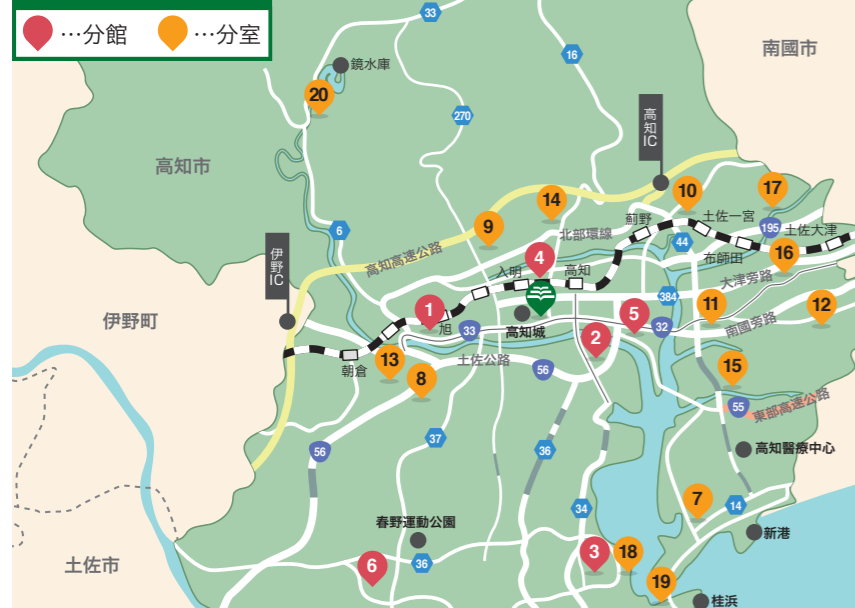 …分館
…分室
33
16
南國市
鏡水庫
20
270
高知IC
高知市
10
17
14
薊野
土佐一宮
9
195
土佐大津
6
北部環線
44
布師田
16
高知高速公路
伊野IC
4
入明
高知
大津旁路
384
1
5
11
12
伊野町
旭
33
高知城
32
南國旁路
2
朝倉
13
土佐公路
15
8
56
56
55
東部高速公路
37
36
高知醫療中心
7
14
34
春野運動公園
新港
36
6
3
18
土佐市
19
桂浜